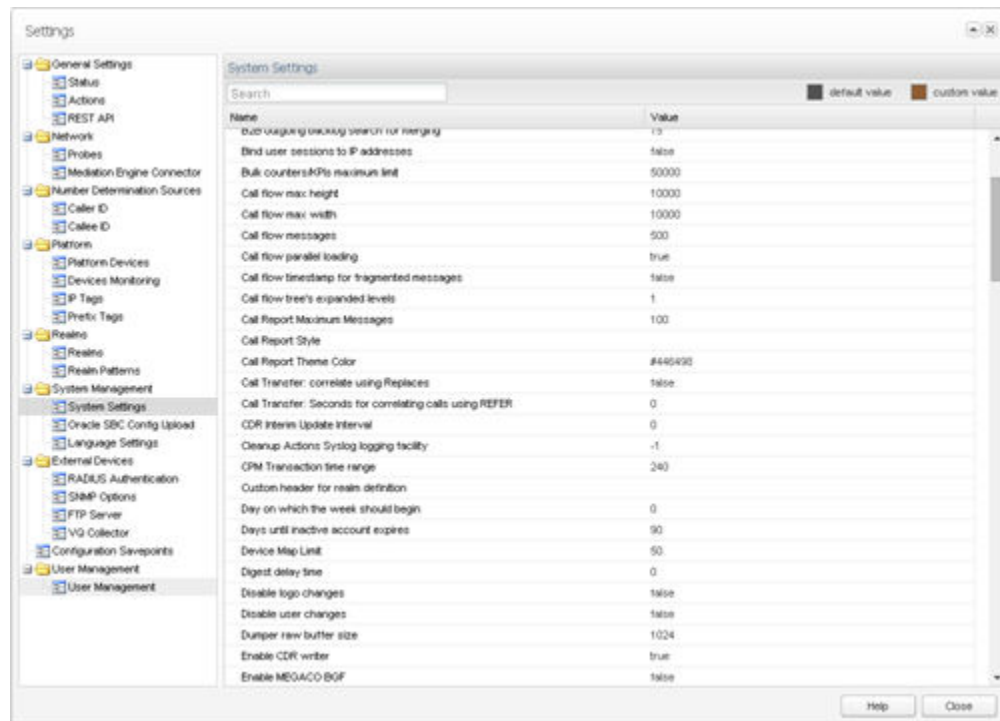 Settings
General Settings
Status
Actions
REST API
Network
Probes
Mediation Engine Connector
Number Determination Sources
Caller ID
Callee ID
Platform
Platform Devices
Devices Monitoring
IP Tags
Prefix Tags
Realms
Realms
Realm Patterns
System Management
System Settings
Oracle SBC Config Upload
Language Settings
External Devices
RADIUS Authentication
SNMP Options
FTP Server
VQ Collector
Configuration Savepoints
User Management
User Management
System Settings
Search
default value custom value
Name Value
B2B outgoing backlog search for merging 15
Bind user sessions to IP addresses false
Bulk counters/KPIs maximum limit 50000
Call flow max height 10000
Call flow max width 10000
Call flow messages 500
Call flow parallel loading true
Call flow timestamp for fragmented messages false
Call flow tree's expanded levels 1
Call Report Maximum Messages 100
Call Report Style
Call Report Theme Color #446498
Call Transfer: correlate using Replaces false
Call Transfer: Seconds for correlating calls using REFER 0
CDR Interim Update Interval 0
Cleanup Actions Syslog logging facility -1
CPM Transaction time range 240
Custom header for realm definition
Day on which the week should begin 0
Days until inactive account expires 90
Device Map Limit 50
Digest delay time 0
Disable logo changes false
Disable user changes false
Dumper raw buffer size 1024
Enable CDR writer true
Enable MEGACO BGF false
Help Close